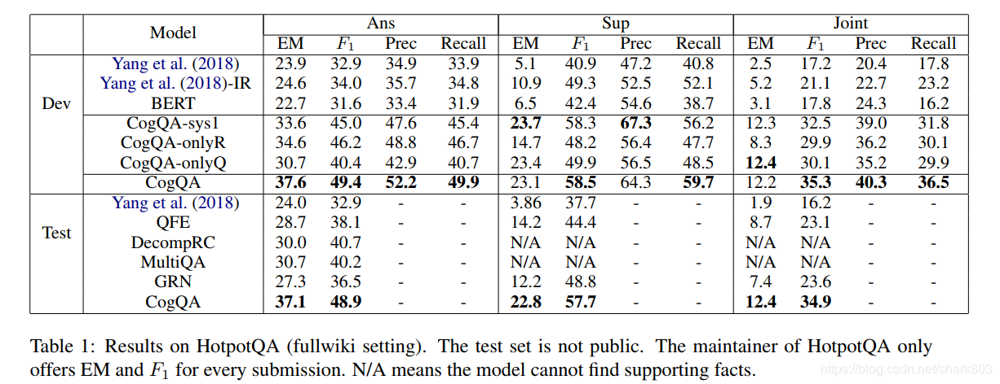 Model Ans Sup Joint
EM F1 Prec Recall EM F1 Prec Recall EM F1 Prec Recall
Yang et al. (2018) 23.9 32.9 34.9 33.9 5.1 40.9 47.2 40.8 2.5 17.2 20.4 17.8
Yang et al. (2018)-IR 24.6 34.0 35.7 34.8 10.9 49.3 52.5 52.1 5.2 21.1 22.7 23.2
Dev BERT 22.7 31.6 33.4 31.9 6.5 42.4 54.6 38.7 3.1 17.8 24.3 16.2
CogQA-sys1 33.6 45.0 47.6 45.4 23.7 58.3 67.3 56.2 12.3 32.5 39.0 31.8
CogQA-onlyR 34.6 46.2 48.8 46.7 14.7 48.2 56.4 47.7 8.3 29.9 36.2 30.1
CogQA-onlyQ 30.7 40.4 42.9 40.7 23.4 49.9 56.5 48.5 12.4 30.1 35.2 29.9
CogQA 37.6 49.4 52.2 49.9 23.1 58.5 64.3 59.7 12.2 35.3 40.3 36.5
Yang et al. (2018) 24.0 32.9 - - 3.86 37.7 - - 1.9 16.2 - -
Test QFE 28.7 38.1 - - 14.2 44.4 - - 8.7 23.1 - -
DecompRC 30.0 40.7 - - N/A N/A - - N/A N/A - -
MultiQA 30.7 40.2 - - N/A N/A - - N/A N/A - -
GRN 27.3 36.5 - - 12.2 48.8 - - 7.4 23.6 - -
CogQA 37.1 48.9 - - 22.8 57.7 - - 12.4 34.9 - -
Table 1: Results on HotpotQA (fullwiki setting). The test set is not public. The maintainer of HotpotQA only
offers EM and F1 for every submission. N/A means the model cannot find supporting facts.
https://blog.csdn.net/shark803